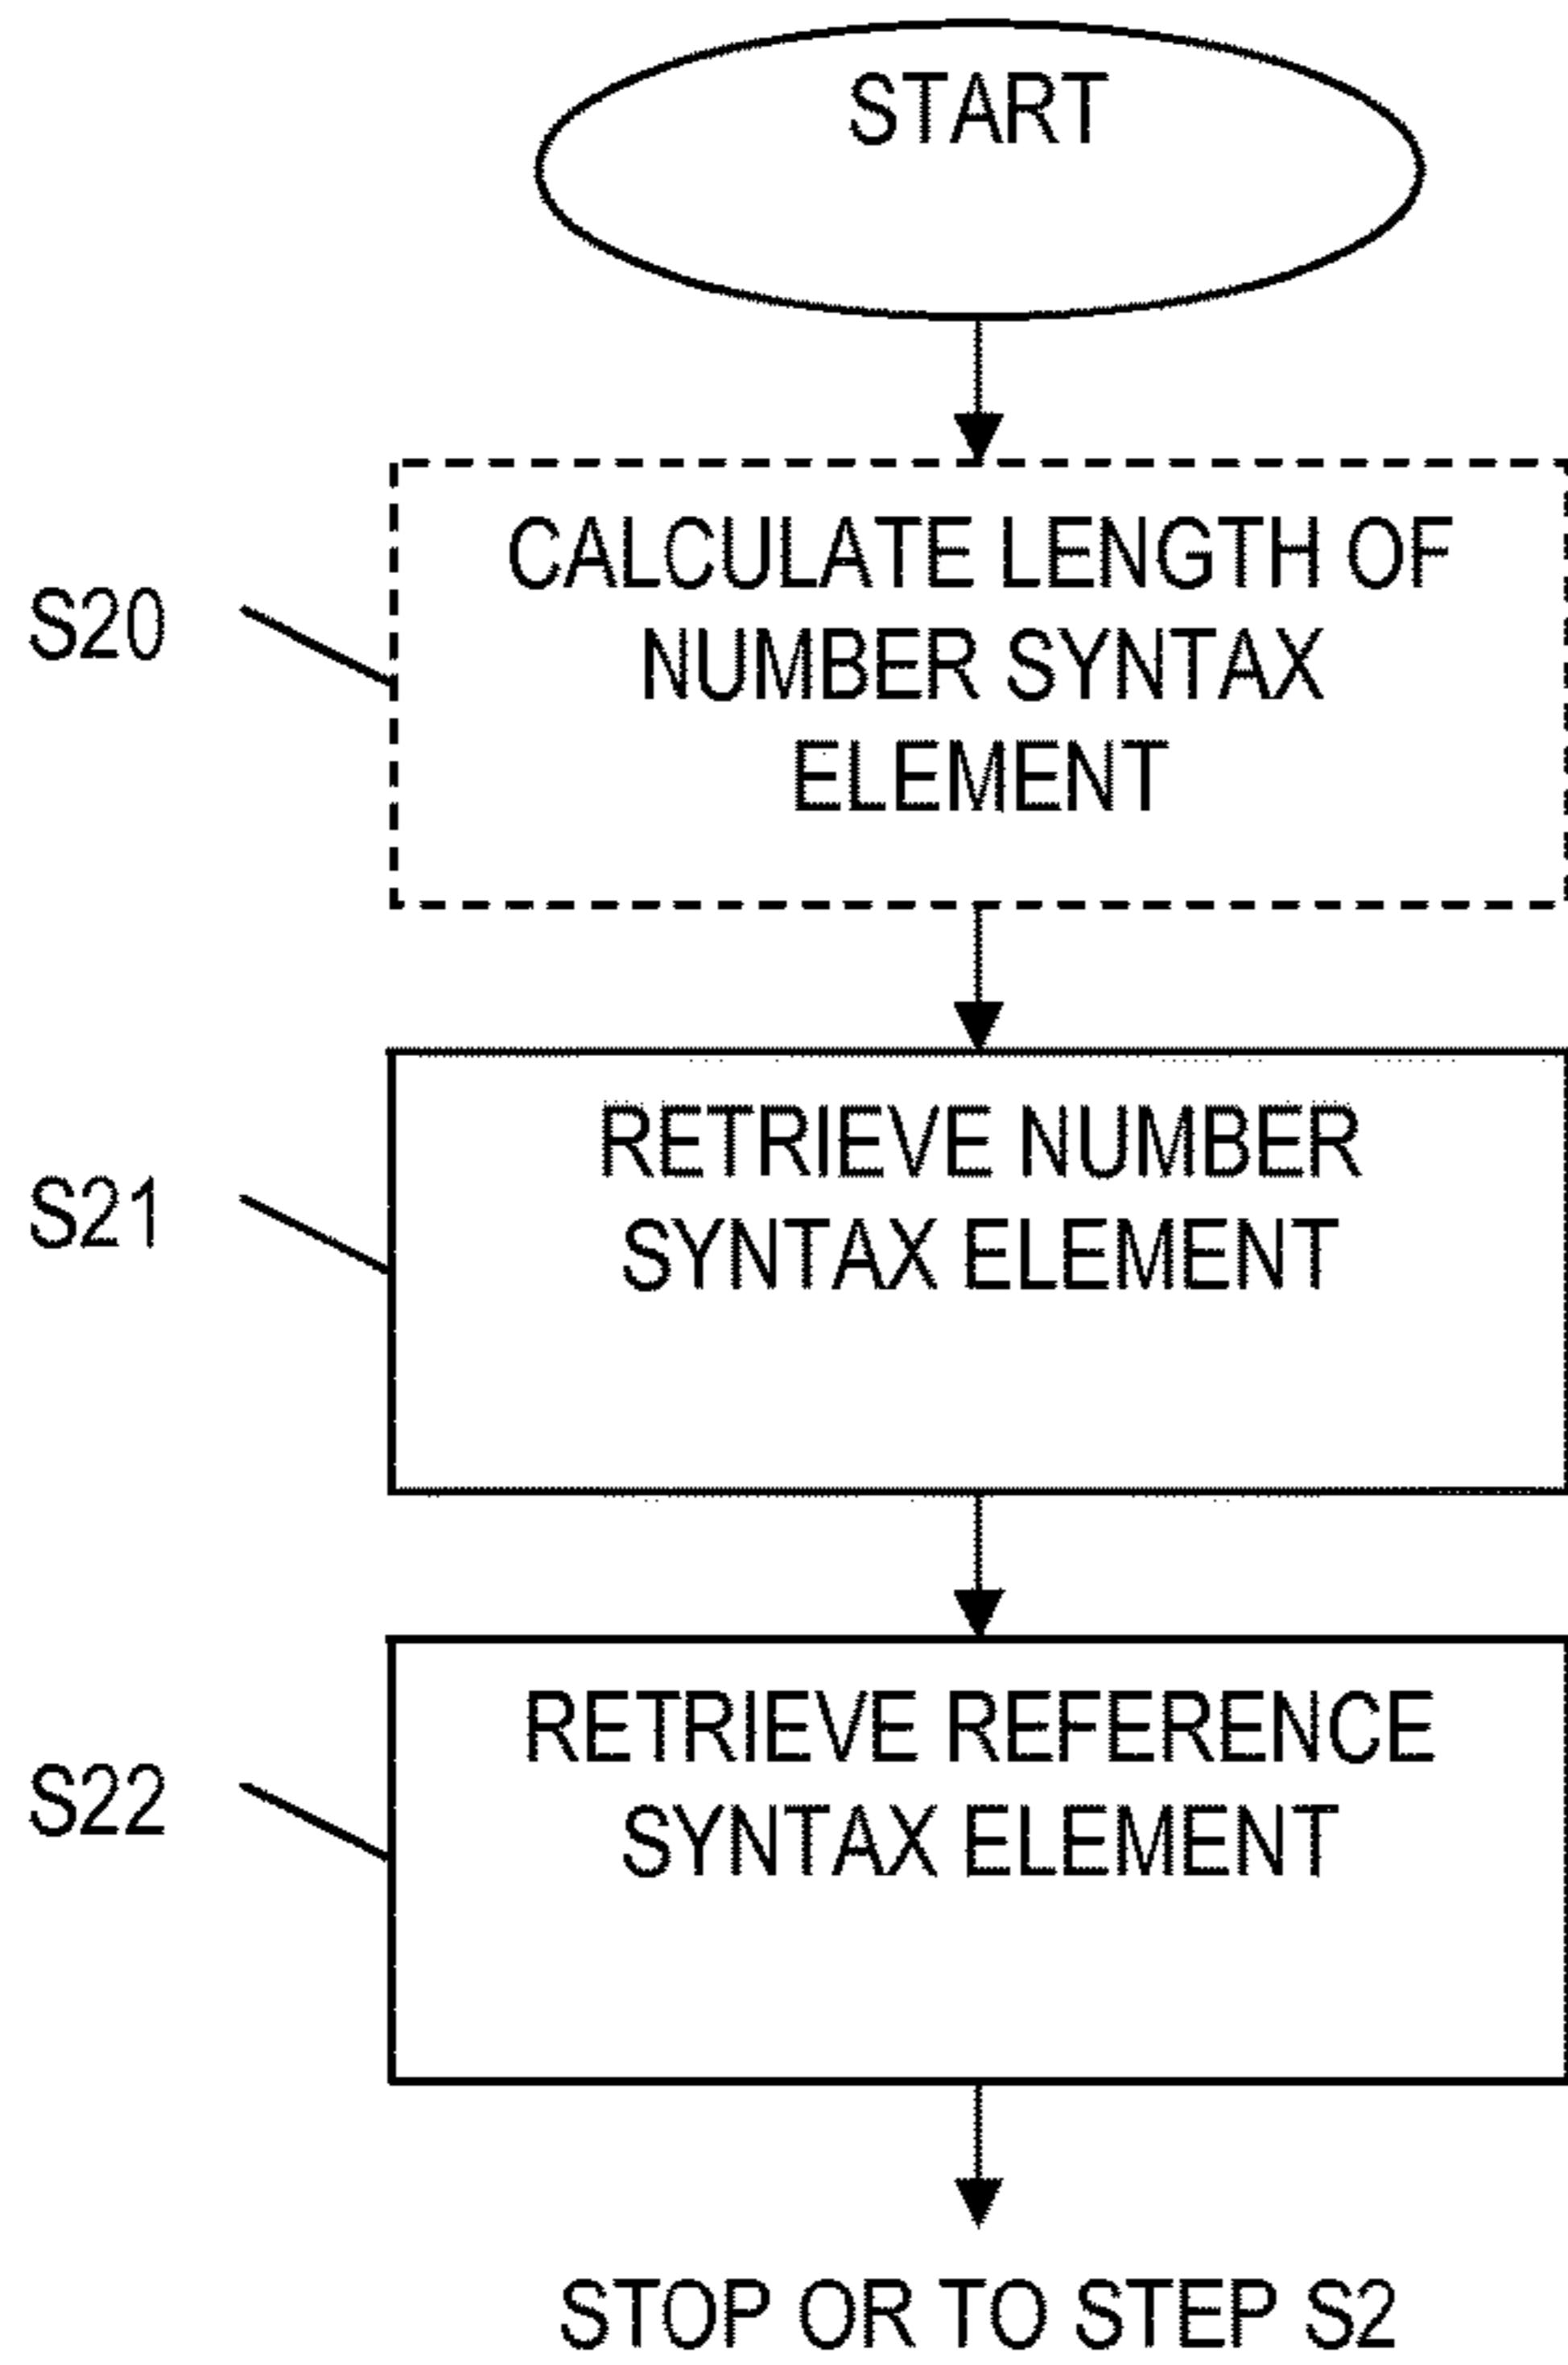 START
S20
CALCULATE LENGTH OF
NUMBER SYNTAX
ELEMENT
S21
RETRIEVE NUMBER
SYNTAX ELEMENT
S22
RETRIEVE REFERENCE
SYNTAX ELEMENT
STOP OR TO STEP S2